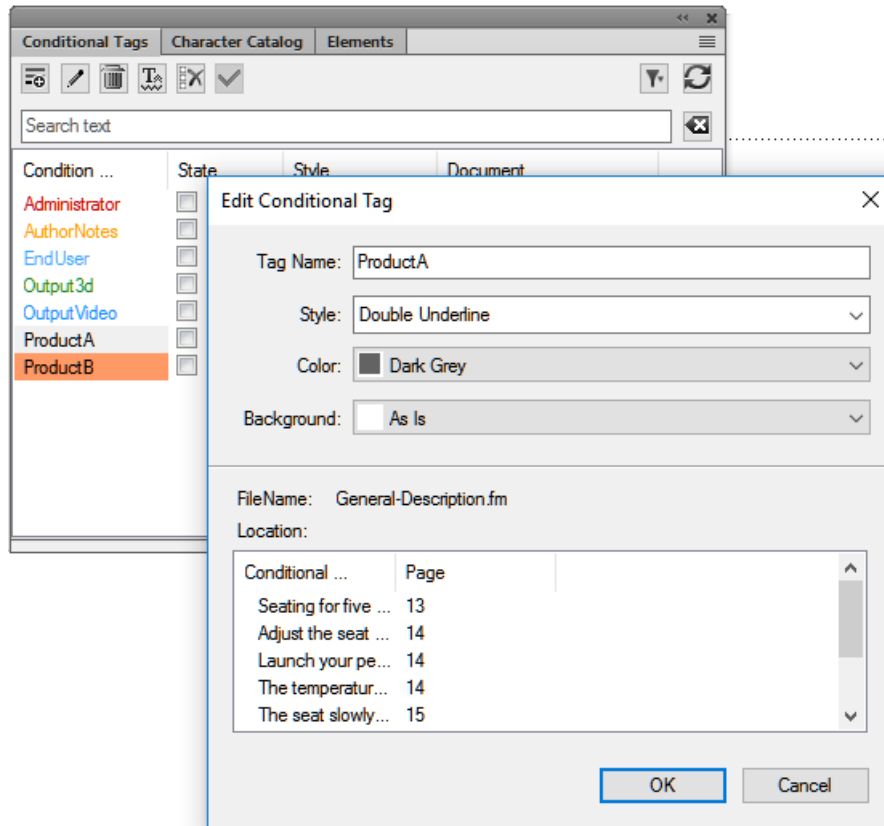 Conditional Tags Character Catalog Elements
Search text
Condition ... State Style Document
Administrator
AuthorNotes
EndUser
Output3d
OutputVideo
ProductA
ProductB
Edit Conditional Tag
Tag Name: ProductA
Style: Double Underline
Color: Dark Grey
Background: As Is
FileName: General-Description.fm
Location:
Conditional ... Page
Seating for five ... 13
Adjust the seat ... 14
Launch your pe... 14
The temperatur... 14
The seat slowly... 15
OK Cancel